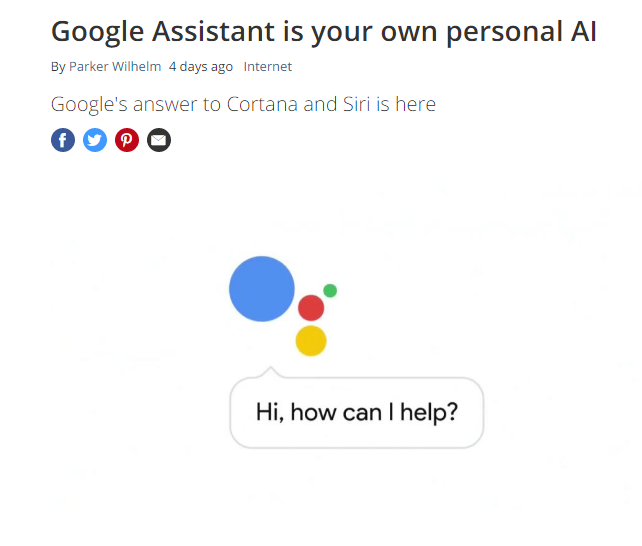 Google Assistant is your own personal AI
By Parker Wilhelm 4 days ago Internet
Google's answer to Cortana and Siri is here
Hi, how can I help?